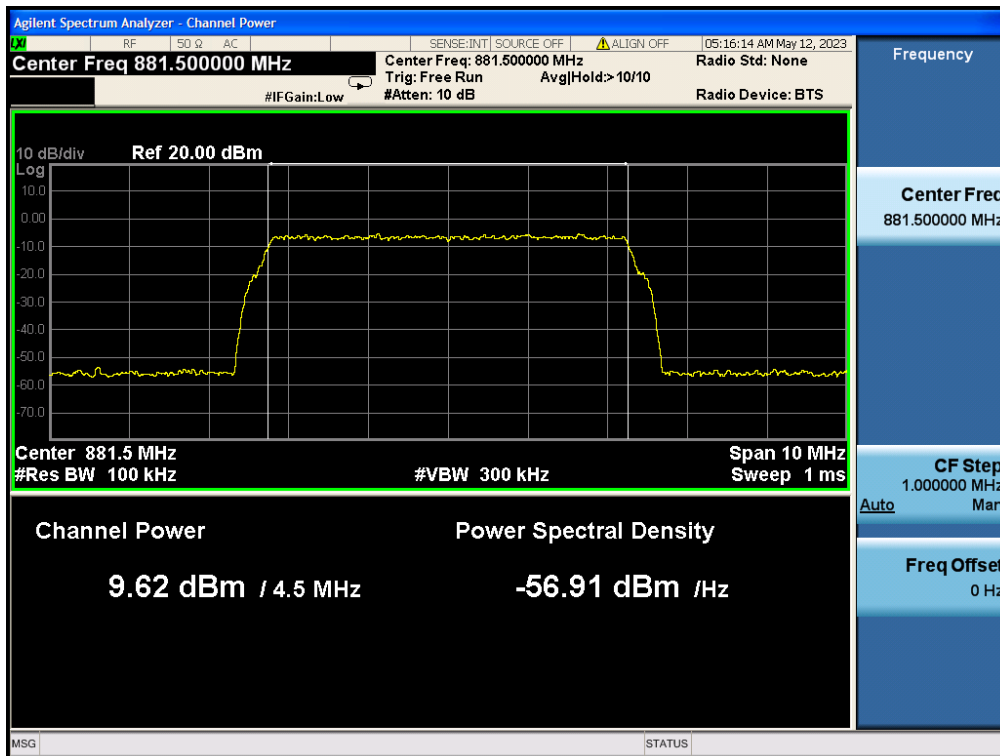 Agilent Spectrum Analyzer - Channel Power
LXI RF 50 Ω AC SENSE:INT SOURCE OFF ALIGN OFF 05:16:14 AM May 12, 2023
Center Freq 881.500000 MHz
Center Freq: 881.500000 MHz
Radio Std: None
Trig: Free Run Avg|Hold:> 10/10
#IFGain:Low
#Atten: 10 dB
Radio Device: BTS
Frequency
10 dB/div Ref 20.00 dBm
Log
10.0
0.00
-10.0
-20.0
-30.0
-40.0
-50.0
-60.0
-70.0
Center 881.5 MHz Span 10 MHz
#Res BW 100 kHz #VBW 300 kHz Sweep 1 ms
Channel Power Power Spectral Density
9.62 dBm / 4.5 MHz -56.91 dBm /Hz
Center Freq
881.500000 MHz
CF Step
1.000000 MHz
Auto Man
Freq Offset
0 Hz
MSG STATUS